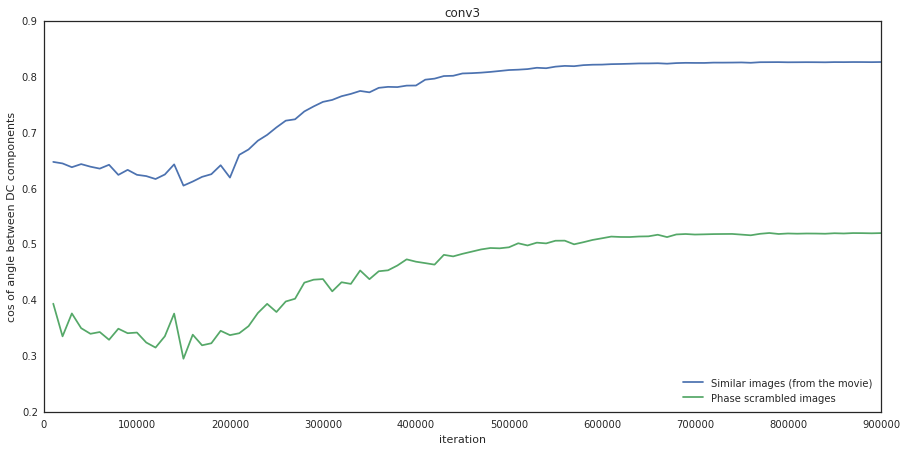 conv3
cos of angle between DC components
0.9
0.8
0.7
0.6
0.5
0.4
0.3
0.2
Similar images (from the movie)
Phase scrambled images
0 100000 200000 300000 400000 500000 600000 700000 800000 900000
iteration